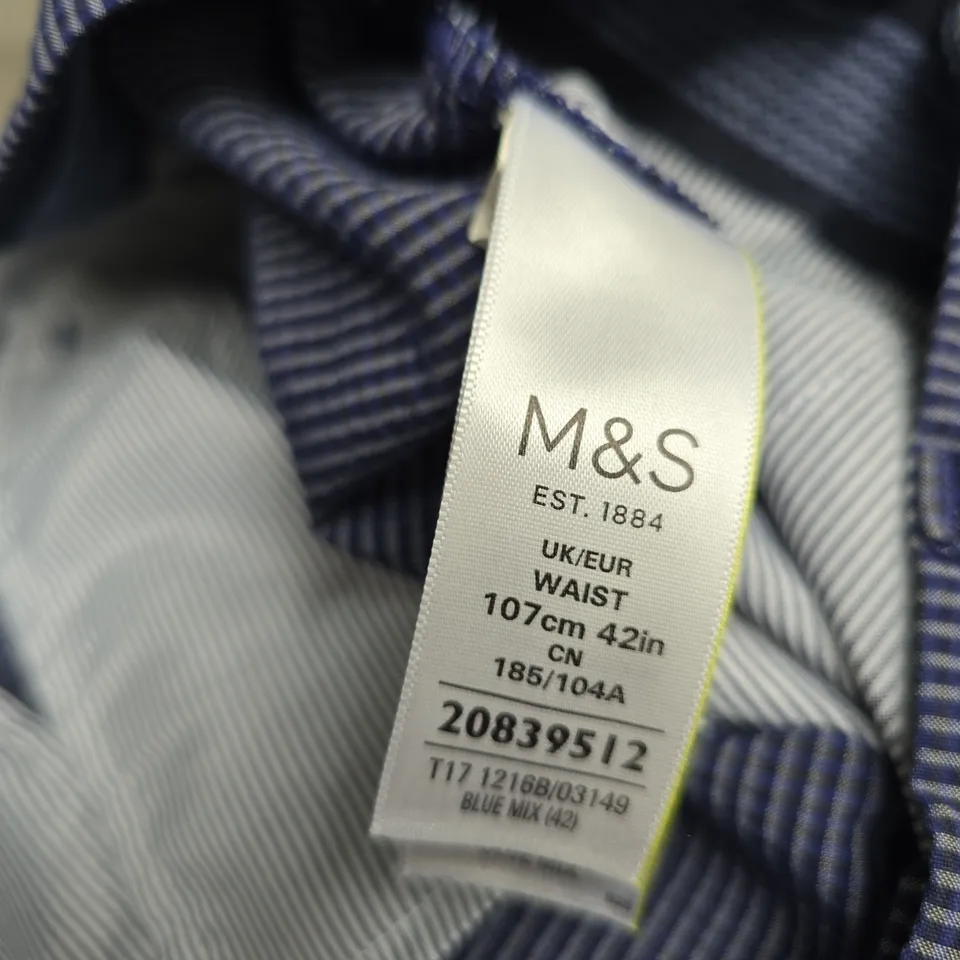 M&S
EST. 1884
UK/EUR
WAIST
107cm 42in
CN
185/104A
20839512
T17 1216B/03149
BLUE MIX (42)